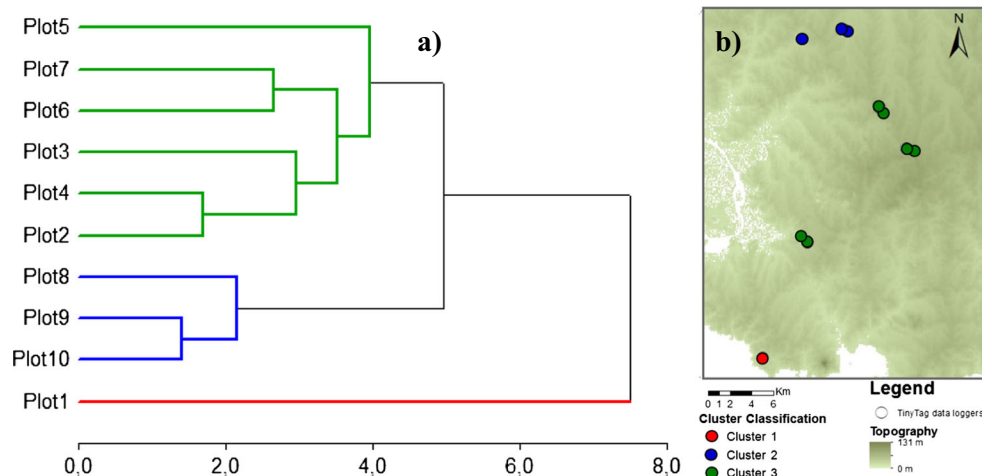 a)
Plot5
Plot7
Plot6
Plot3
Plot4
Plot2
Plot8
Plot9
Plot10
Plot1
0,0 2,0 4,0 6,0 8,0
b)
N
Km
0 1 2 4 6
Cluster Classification
Cluster 1
Cluster 2
Cluster 3
Legend
TinyTag data loggers
Topography
131 m
0 m